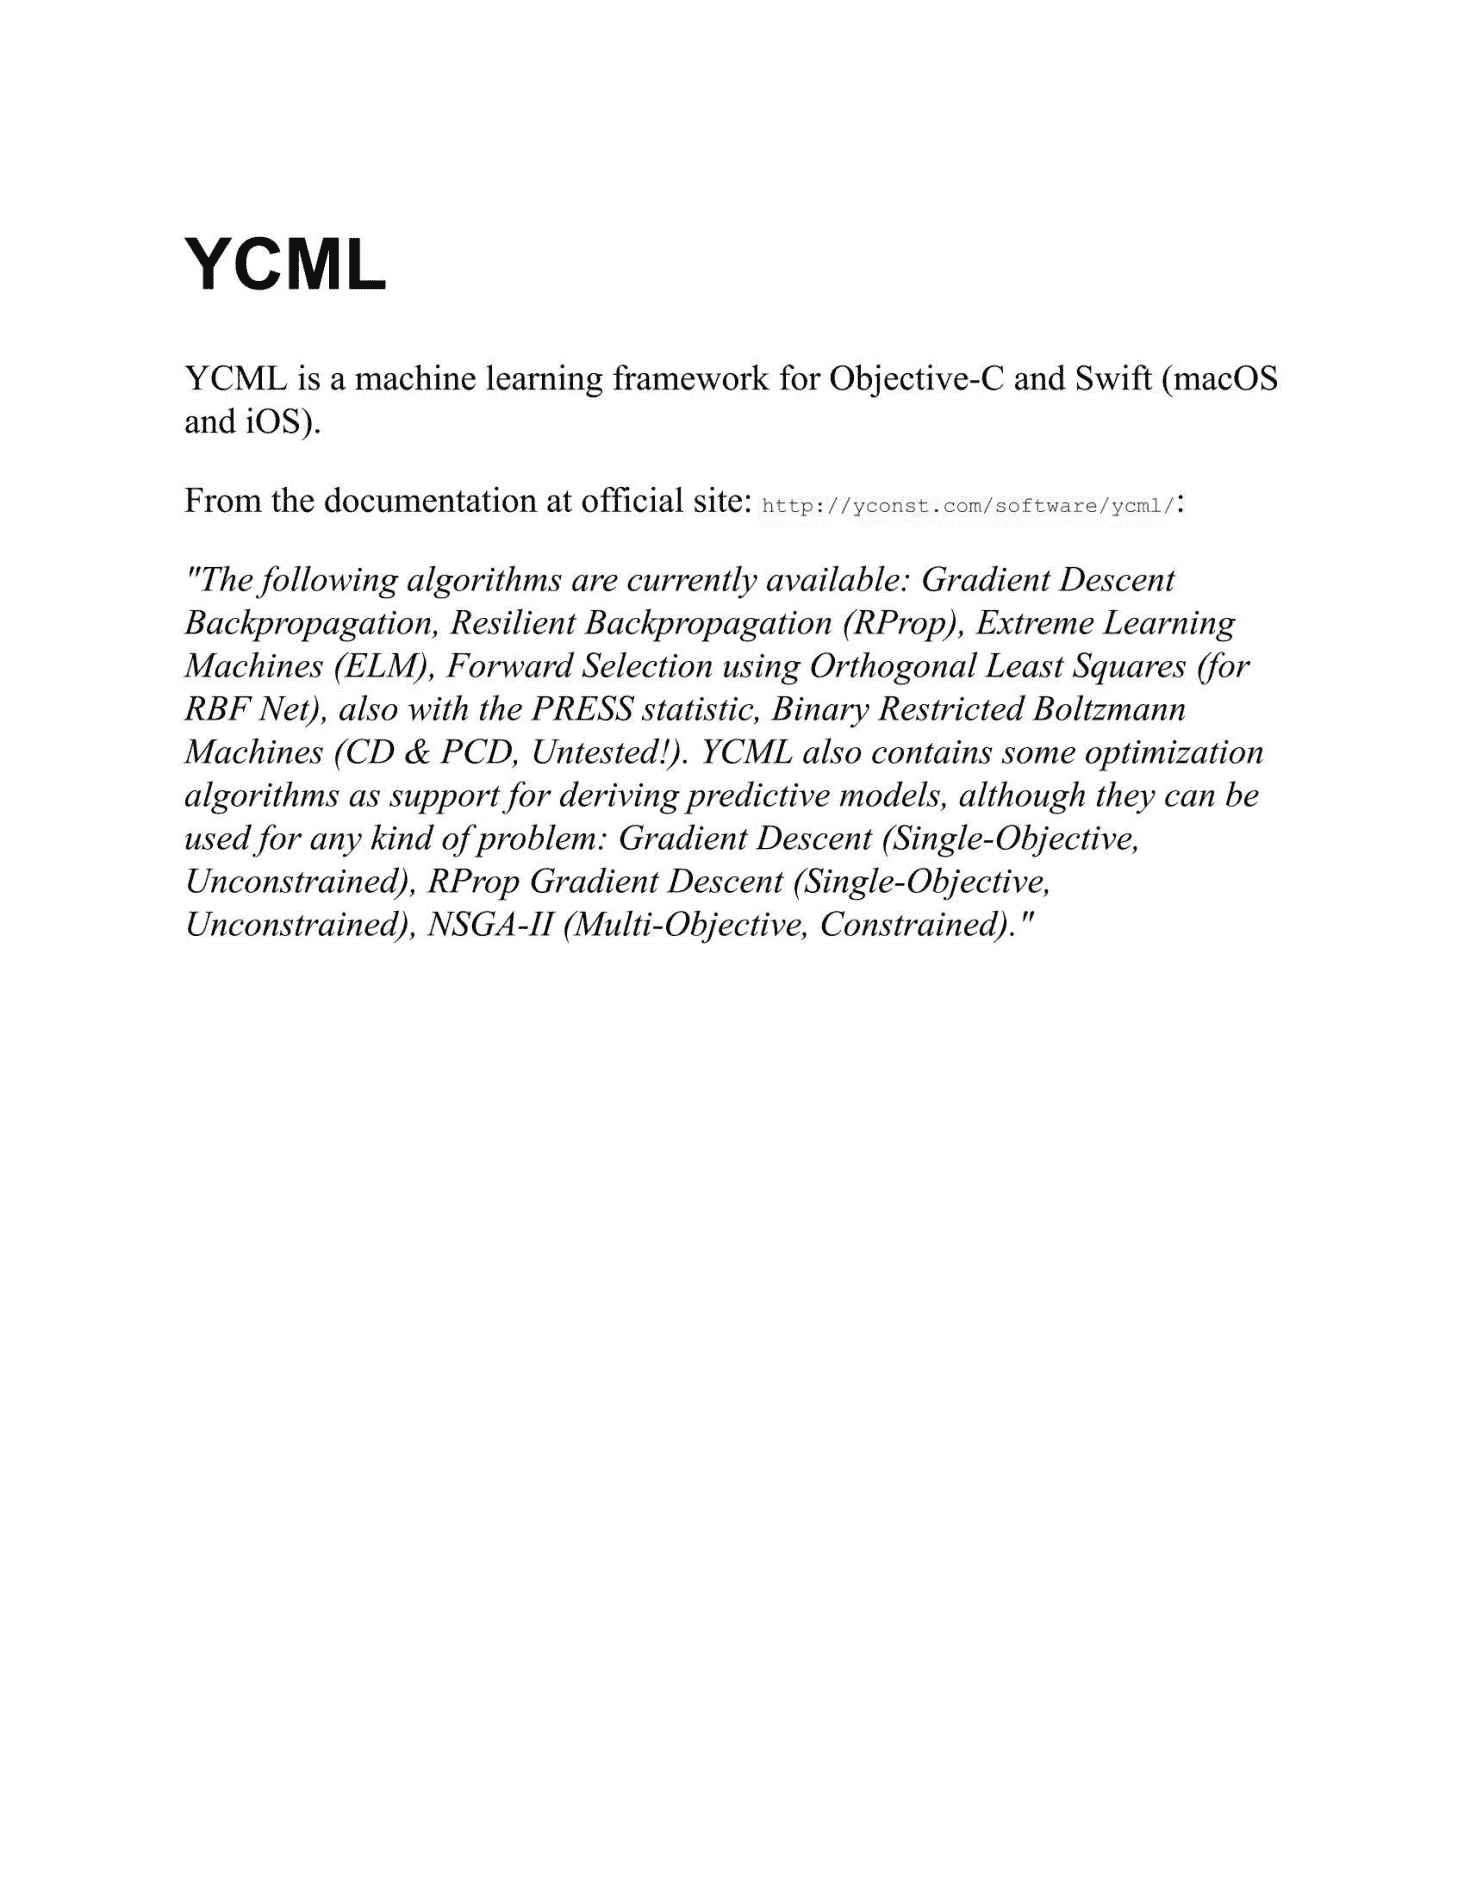 YCML
YCML is a machine learning framework for Objective-C and Swift (macOS
and iOS).
From the documentation at official site: http://yconst.com/software/ycml/:
"The following algorithms are currently available: Gradient Descent
Backpropagation, Resilient Backpropagation (RProp), Extreme Learning
Machines (ELM), Forward Selection using Orthogonal Least Squares (for
RBF Net), also with the PRESS statistic, Binary Restricted Boltzmann
Machines (CD & PCD, Untested!). YCML also contains some optimization
algorithms as support for deriving predictive models, although they can be
used for any kind of problem: Gradient Descent (Single-Objective,
Unconstrained), RProp Gradient Descent (Single-Objective,
Unconstrained), NSGA-II (Multi-Objective, Constrained)."